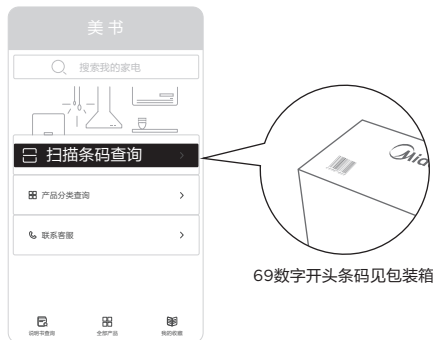 美书
搜索我的家电
扫描条码查询
产品分类查询
联系客服
说明书查询
全部产品
我的收藏
Midea
69数字开头条码见包装箱